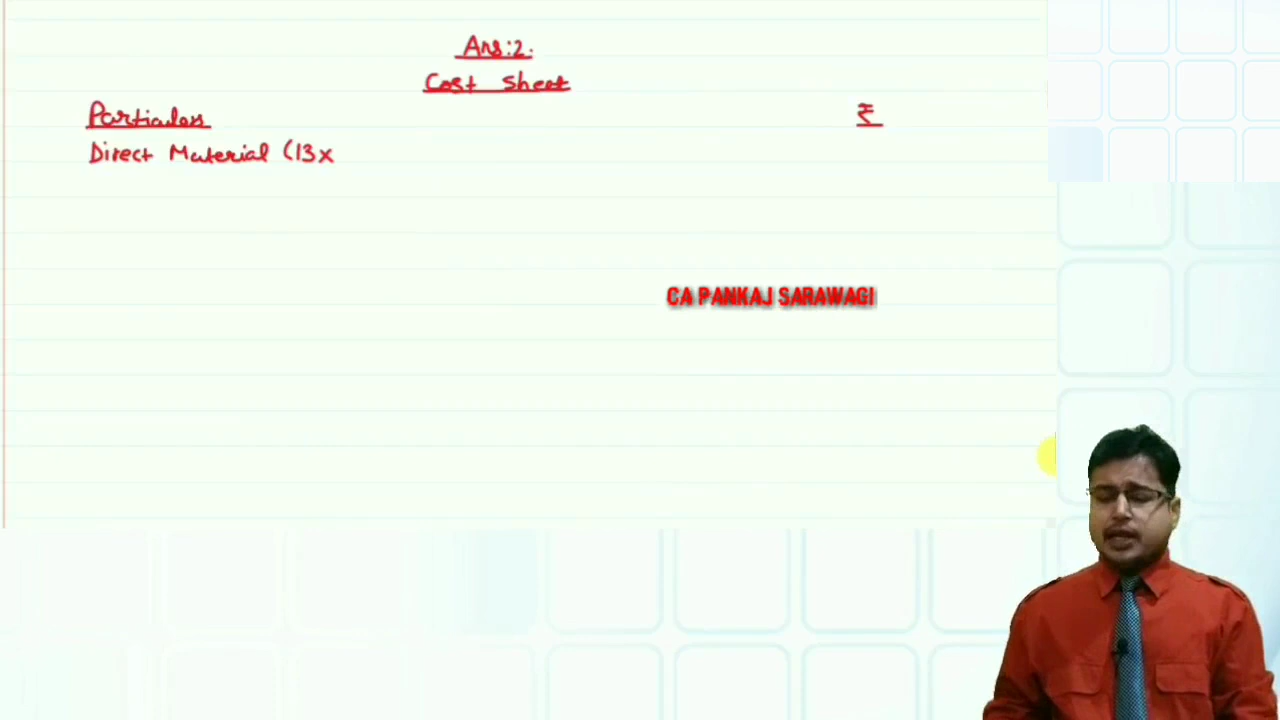 Ans:2.
Cost Sheet
Particulars ₹
Direct Material (13x
CA PANKAJ SARAWAGI